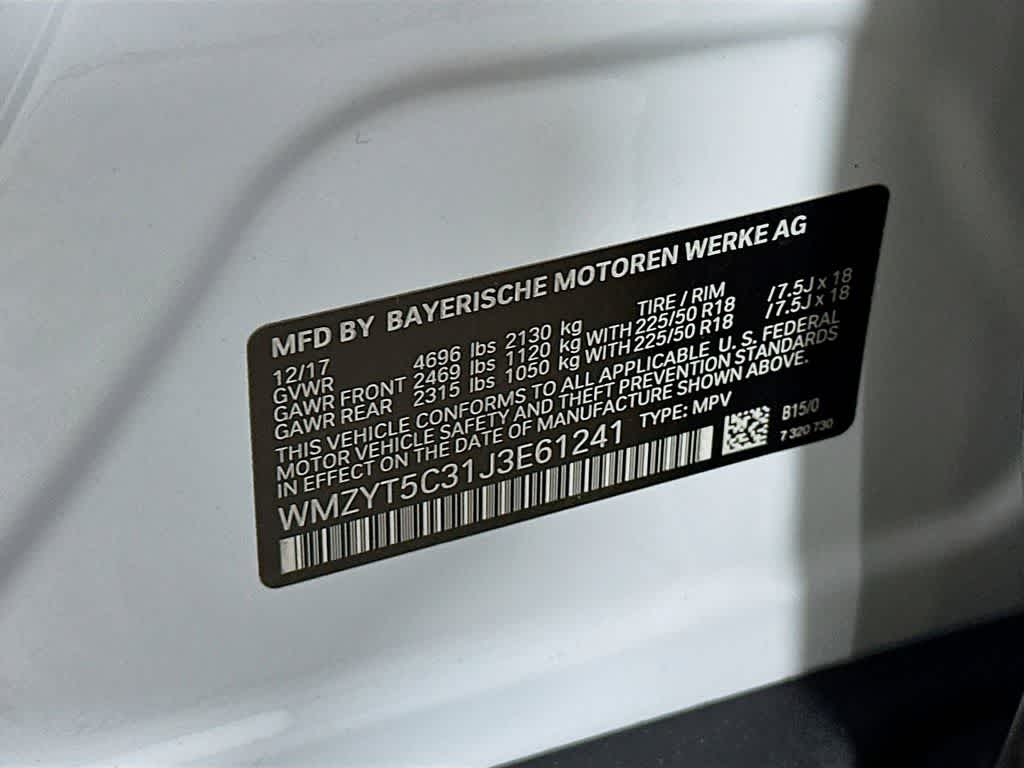 MFD BY BAYERISCHE MOTOREN WERKE AG
12/17 TIRE / RIM
GVWR 4696 lbs 2130 kg
GAWR FRONT 2469 lbs 1120 kg WITH 225/50 R18 /7.5J x 18
GAWR REAR 2315 lbs 1050 kg WITH 225/50 R18 /7.5J x 18
THIS VEHICLE CONFORMS TO ALL APPLICABLE U. S. FEDERAL
MOTOR VEHICLE SAFETY AND THEFT PREVENTION STANDARDS
IN EFFECT ON THE DATE OF MANUFACTURE SHOWN ABOVE.
WMZYT5C31J3E61241 TYPE: MPV
B15/0
7 320 730